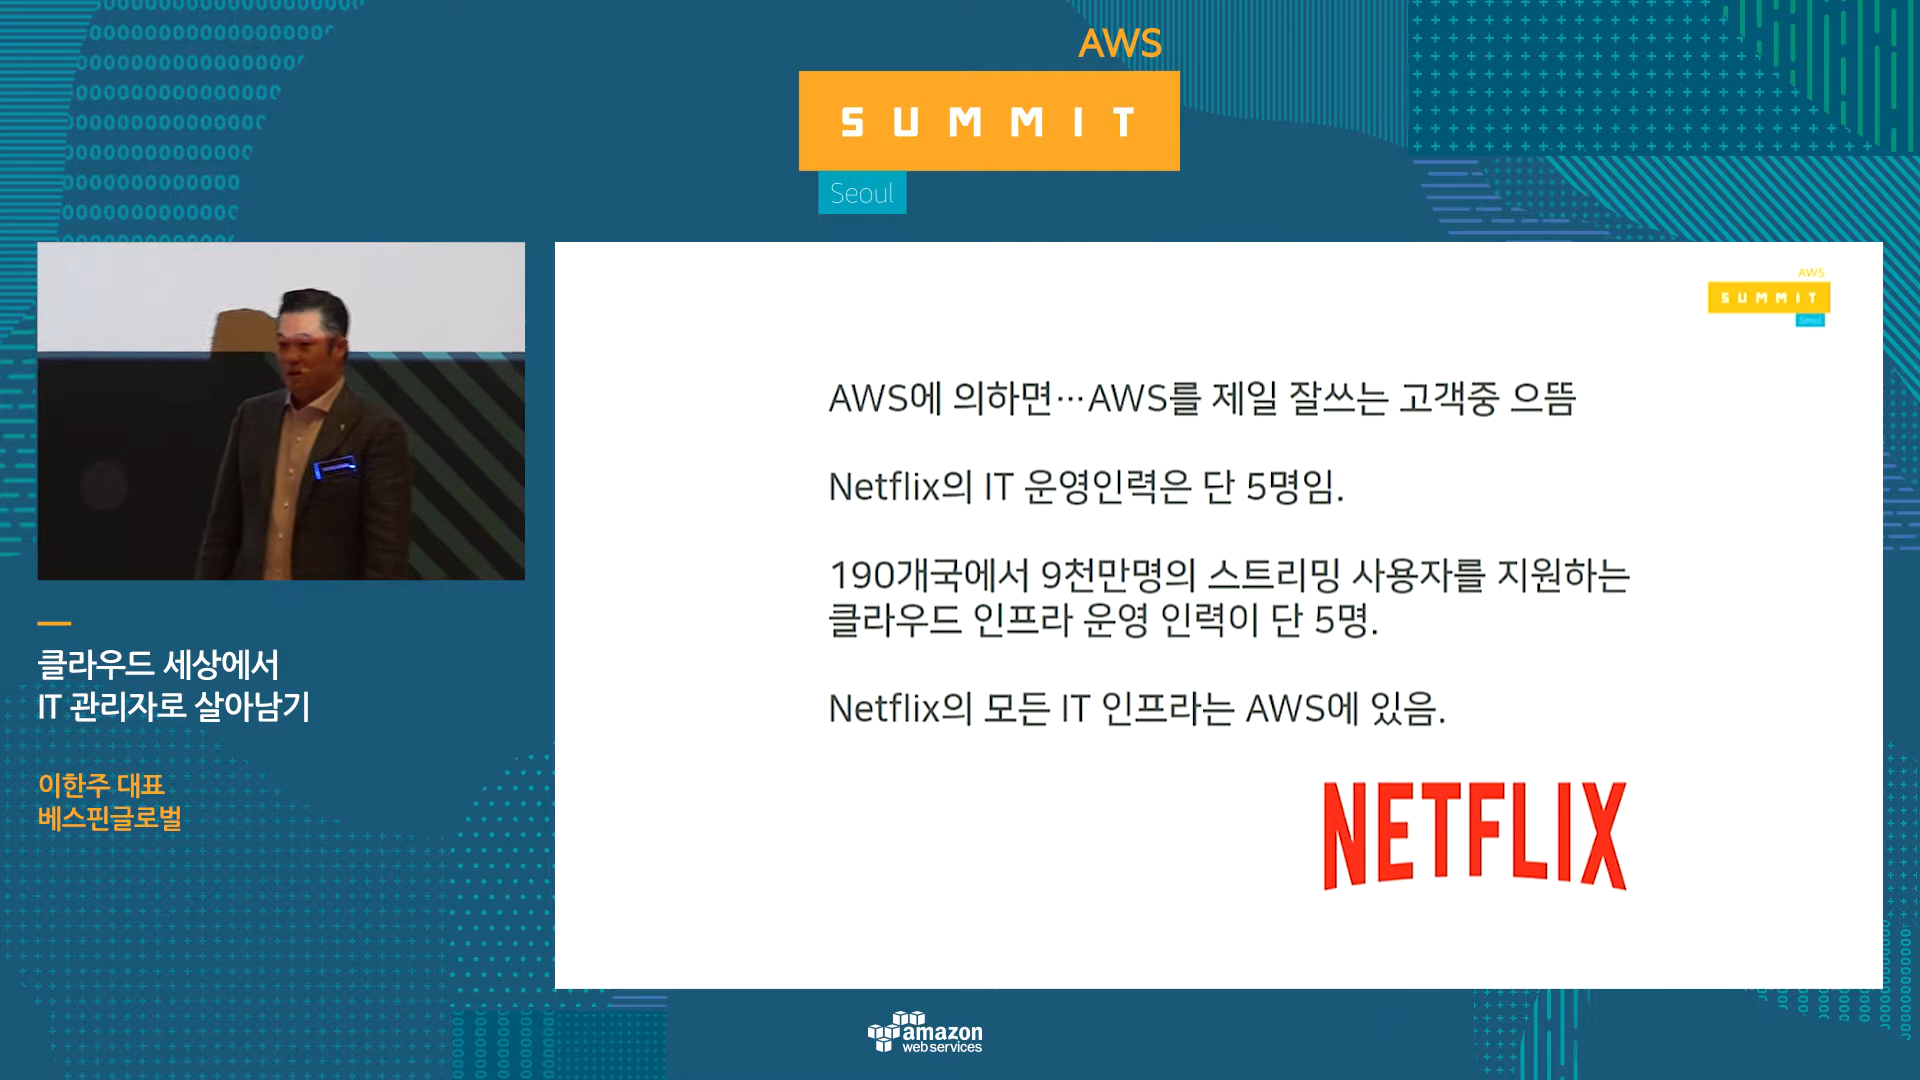 AWS
SUMMIT
Seoul
AWS
SUMMIT
Seoul
AWS에 의하면…AWS를 제일 잘쓰는 고객중 으뜸
Netflix의 IT 운영인력은 단 5명임.
190개국에서 9천만명의 스트리밍 사용자를 지원하는
클라우드 인프라 운영 인력이 단 5명.
Netflix의 모든 IT 인프라는 AWS에 있음.
NETFLIX
클라우드 세상에서
IT 관리자로 살아남기
이한주 대표
베스핀글로벌
amazon
web services